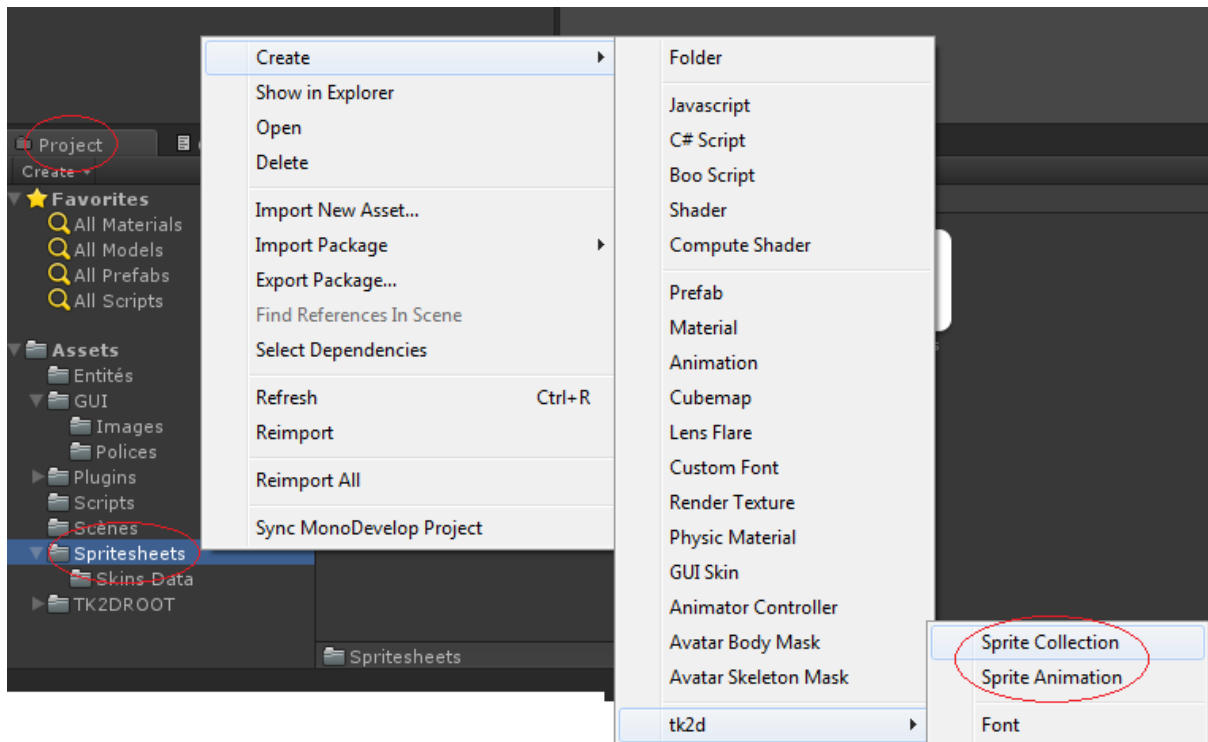 Project
Create
Favorites
All Materials
All Models
All Prefabs
All Scripts
Assets
Entités
GUI
Images
Polices
Plugins
Scripts
Scènes
Spritesheets
Skins Data
TK2DROOT
Spritesheets
Create
Show in Explorer
Open
Delete
Import New Asset...
Import Package
Export Package...
Find References In Scene
Select Dependencies
Refresh Ctrl+R
Reimport
Reimport All
Sync MonoDevelop Project
Folder
Javascript
C# Script
Boo Script
Shader
Compute Shader
Prefab
Material
Animation
Cubemap
Lens Flare
Custom Font
Render Texture
Physic Material
GUI Skin
Animator Controller
Avatar Body Mask
Avatar Skeleton Mask
tk2d
Sprite Collection
Sprite Animation
Font